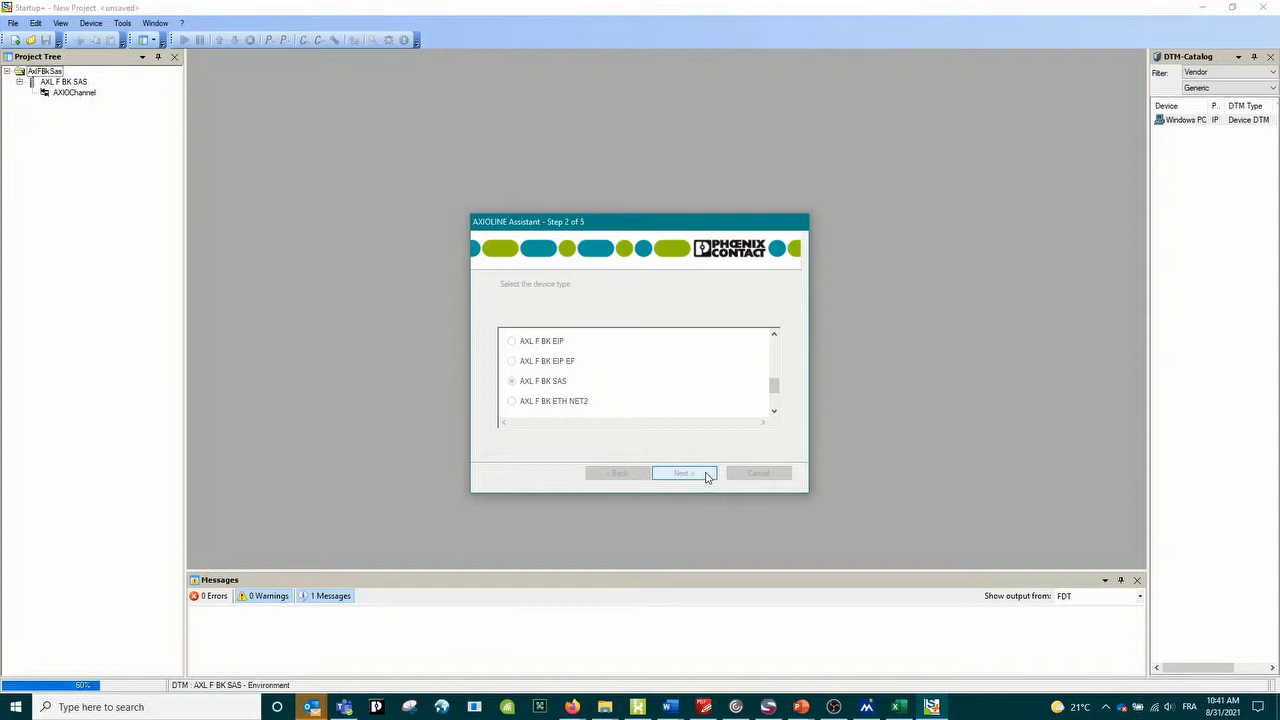 Startup+ - New Project <unsaved>
File Edit View Device Tools Window ?
Project Tree
AxlFBkSas
AXL F BK SAS
AXIOChannel
DTM-Catalog
Filter: Vendor
Generic
Device P.. DTM Type
Windows PC IP Device DTM
AXIOLINE Assistant - Step 2 of 5
PHŒNIX
CONTACT
Select the device type
AXL F BK EIP
AXL F BK EIP EF
AXL F BK SAS
AXL F BK ETH NET2
< Back Next > Cancel
Messages
0 Errors 0 Warnings 1 Messages Show output from: FDT
60% DTM : AXL F BK SAS - Environment
Type here to search 21°C FRA 10:41 AM
8/31/2021